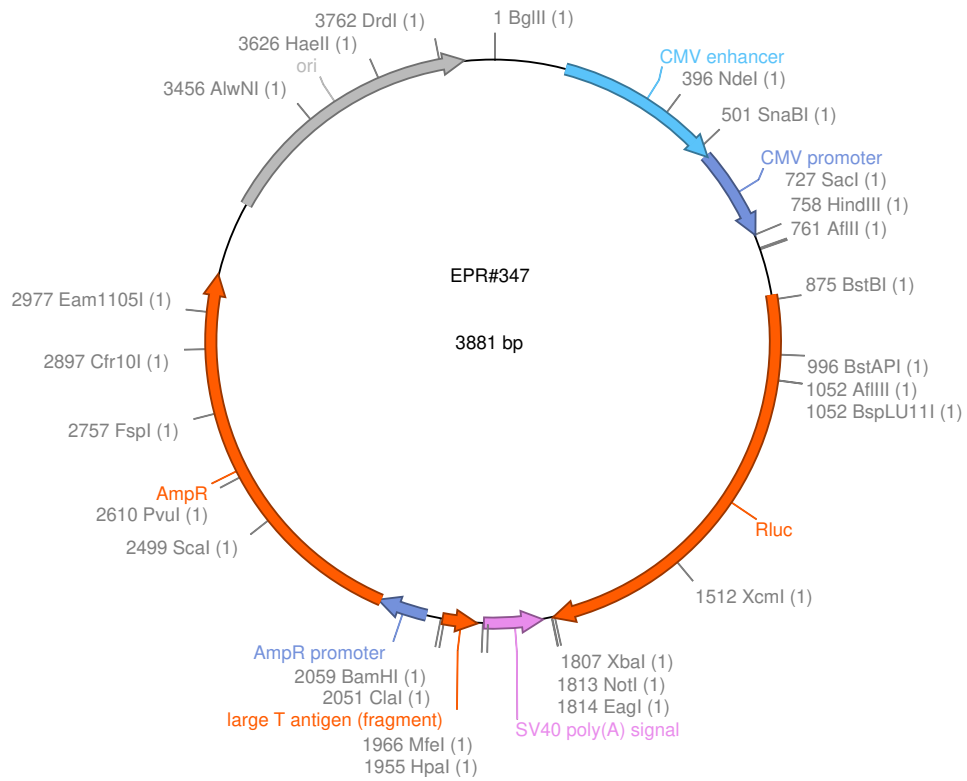 3762 DrdI (1)
1 BglII (1)
3626 HaeII (1)
ori
CMV enhancer
396 NdeI (1)
3456 AlwNI (1)
501 SnaBI (1)
CMV promoter
727 SacI (1)
758 HindIII (1)
761 AflII (1)
EPR#347
875 BstBI (1)
2977 Eam1105I (1)
3881 bp
2897 Cfr10I (1)
996 BstAPI (1)
1052 AflIII (1)
1052 BspLU11I (1)
2757 FspI (1)
AmpR
2610 PvuI (1)
Rluc
2499 ScaI (1)
1512 XcmI (1)
AmpR promoter
2059 BamHI (1)
2051 ClaI (1)
large T antigen (fragment)
1966 MfeI (1)
1955 HpaI (1)
1807 XbaI (1)
1813 NotI (1)
1814 EagI (1)
SV40 poly(A) signal